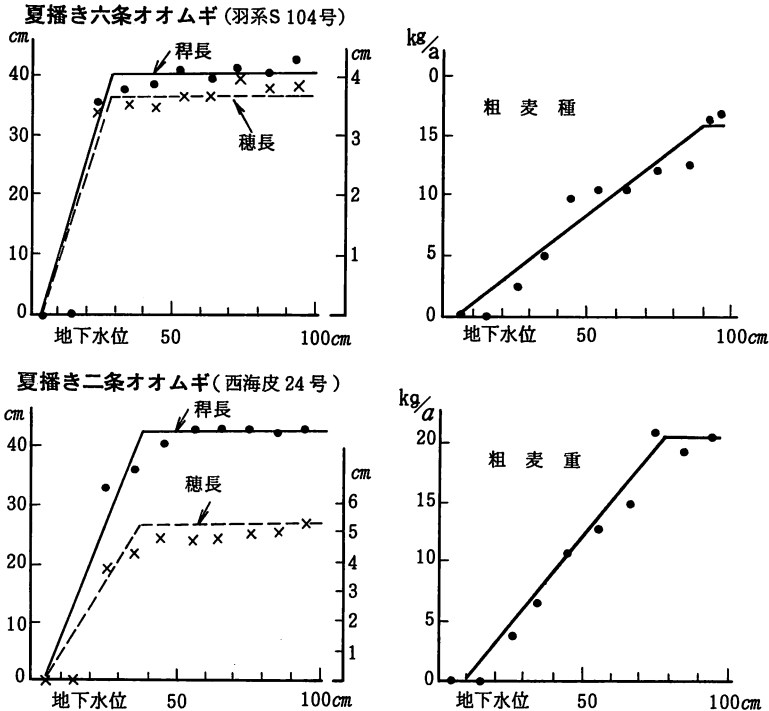 夏播き六条オオムギ(羽系S 104号)
cm
稈長
cm
40
4
30
穂長
3
20
2
10
1
0
地下水位
50
100cm
kg/a
0
粗麦種
15
10
5
0
地下水位
50
100cm
夏播き二条オオムギ(西海皮24号)
cm
稈長
cm
40
穂長
6
30
5
20
4
3
10
2
1
0
地下水位
50
100cm
kg/a
20
粗麦重
15
10
5
0
地下水位
50
100cm